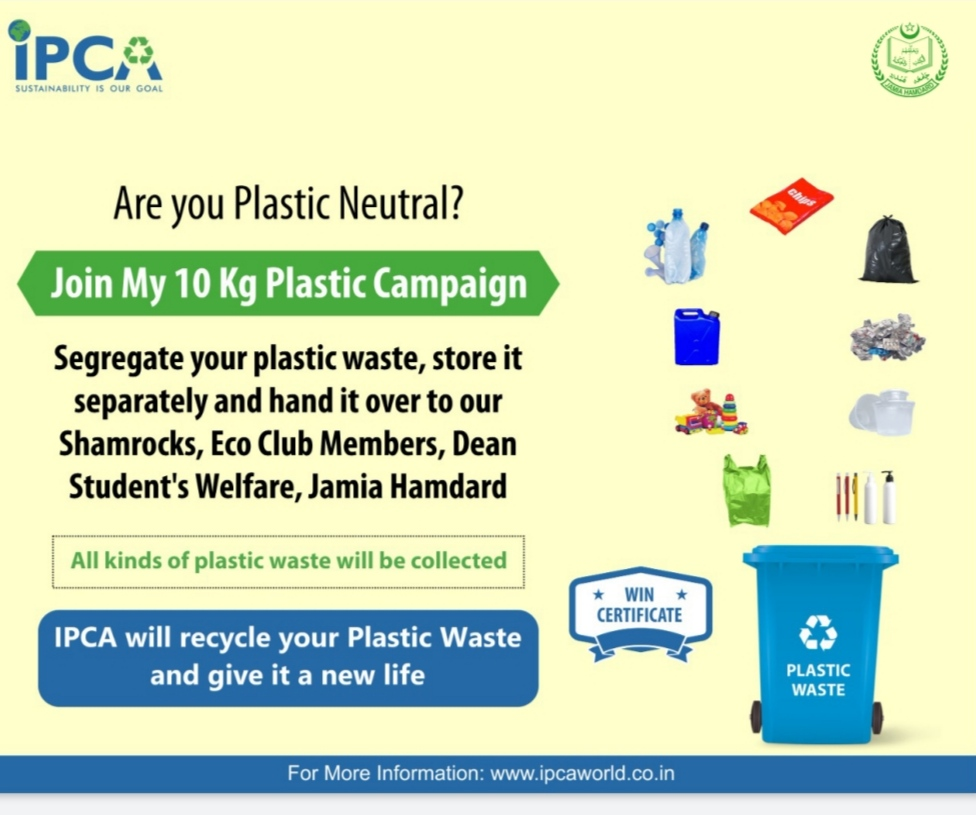 iPCA
SUSTAINABILITY IS OUR GOAL
JAMIA HAMDARD
Are you Plastic Neutral?
Join My 10 Kg Plastic Campaign
Segregate your plastic waste, store it
separately and hand it over to our
Shamrocks, Eco Club Members, Dean
Student's Welfare, Jamia Hamdard
All kinds of plastic waste will be collected
IPCA will recycle your Plastic Waste
and give it a new life
chips
WIN
CERTIFICATE
PLASTIC
WASTE
For More Information: www.ipcaworld.co.in